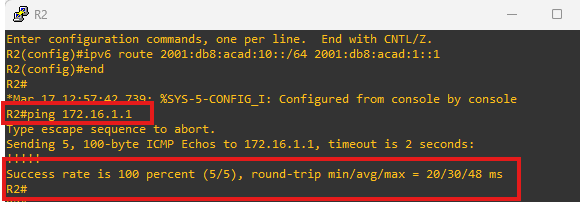 R2
Enter configuration commands, one per line.  End with CNTL/Z.
R2(config)#ipv6 route 2001:db8:acad:10::/64 2001:db8:acad:1::1
R2(config)#end
R2#
*Mar 17 12:57:42.739: %SYS-5-CONFIG_I: Configured from console by console
R2#ping 172.16.1.1
Type escape sequence to abort.
Sending 5, 100-byte ICMP Echos to 172.16.1.1, timeout is 2 seconds:
!!!!!
Success rate is 100 percent (5/5), round-trip min/avg/max = 20/30/48 ms
R2#